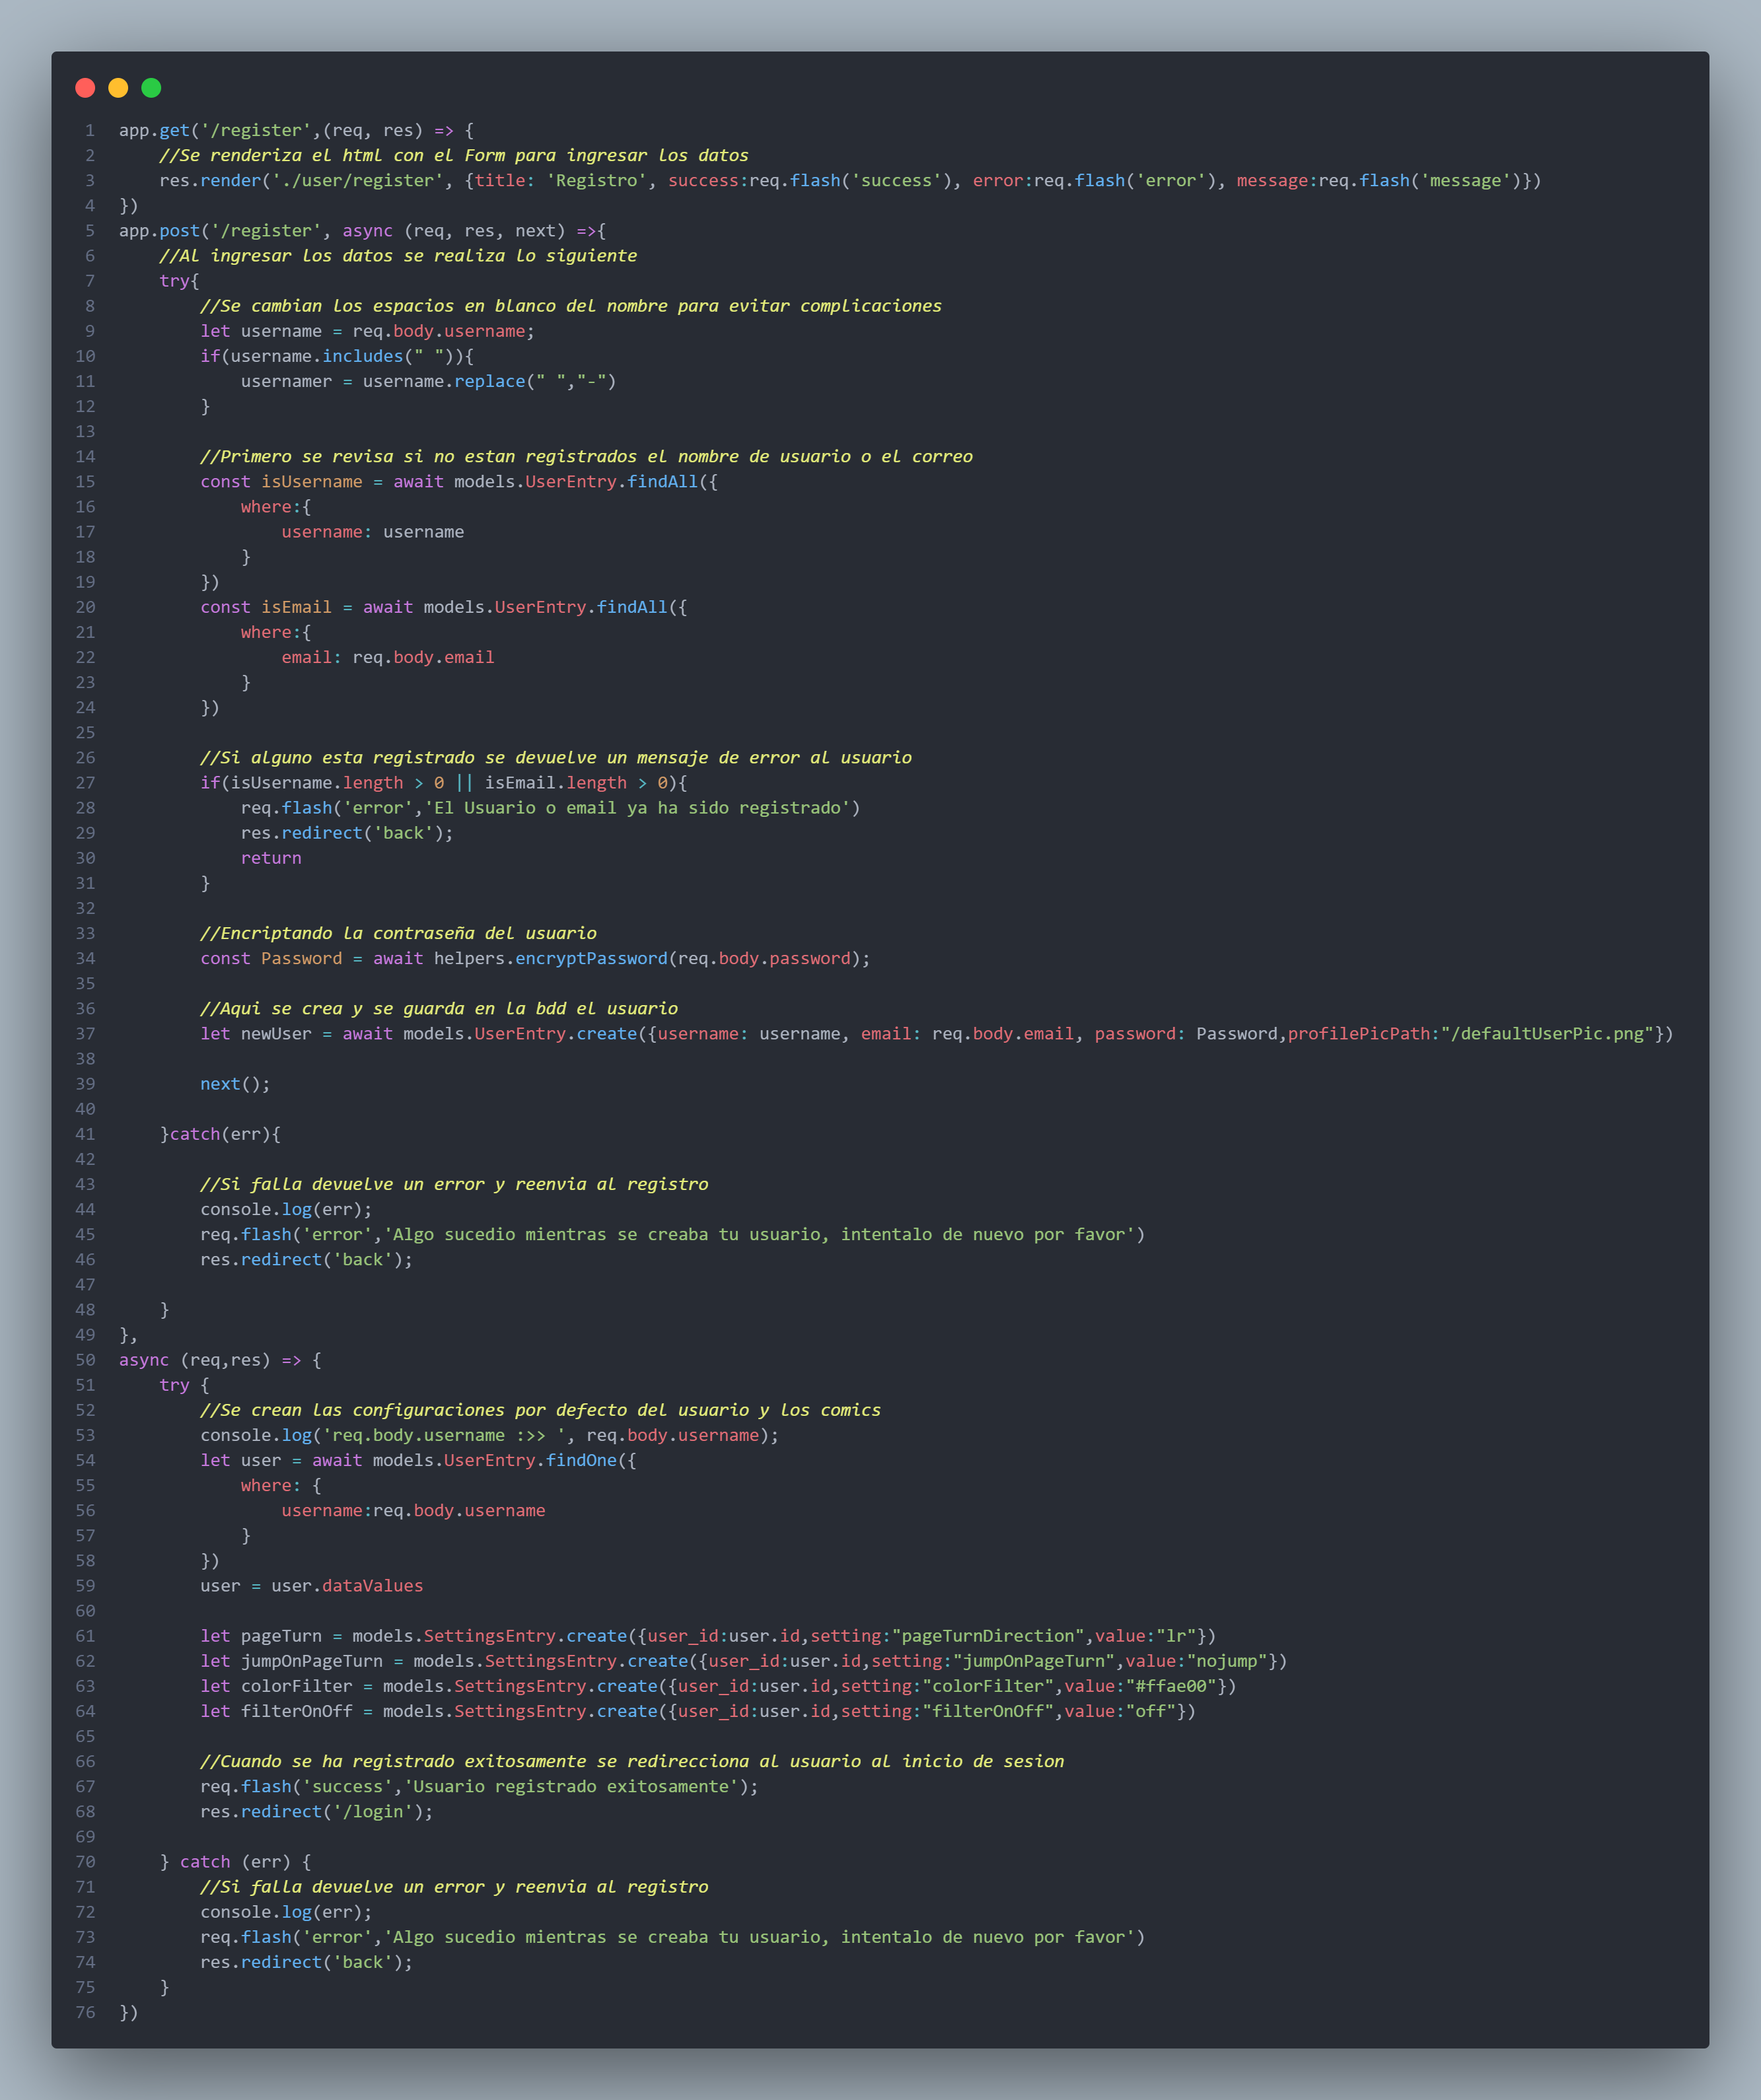 1 app.get('/register',(req, res) => {
2 //Se renderiza el html con el Form para ingresar los datos
3 res.render('./user/register', {title: 'Registro', success:req.flash('success'), error:req.flash('error'), message:req.flash('message')})
4 })
5 app.post('/register', async (req, res, next) =>{
6 //Al ingresar los datos se realiza lo siguiente
7 try{
8 //Se cambian los espacios en blanco del nombre para evitar complicaciones
9 let username = req.body.username;
10 if(username.includes(" ")){
11 usernamer = username.replace(" ","-")
12 }
13
14 //Primero se revisa si no estan registrados el nombre de usuario o el correo
15 const isUsername = await models.UserEntry.findAll({
16 where:{
17 username: username
18 }
19 })
20 const isEmail = await models.UserEntry.findAll({
21 where:{
22 email: req.body.email
23 }
24 })
25
26 //Si alguno esta registrado se devuelve un mensaje de error al usuario
27 if(isUsername.length > 0 || isEmail.length > 0){
28 req.flash('error','El Usuario o email ya ha sido registrado')
29 res.redirect('back');
30 return
31 }
32
33 //Encriptando la contraseña del usuario
34 const Password = await helpers.encryptPassword(req.body.password);
35
36 //Aqui se crea y se guarda en la bdd el usuario
37 let newUser = await models.UserEntry.create({username: username, email: req.body.email, password: Password,profilePicPath:"/defaultUserPic.png"})
38
39 next();
40
41 }catch(err){
42
43 //Si falla devuelve un error y reenvia al registro
44 console.log(err);
45 req.flash('error','Algo sucedio mientras se creaba tu usuario, intentalo de nuevo por favor')
46 res.redirect('back');
47
48 }
49 },
50 async (req,res) => {
51 try {
52 //Se crean las configuraciones por defecto del usuario y los comics
53 console.log('req.body.username :>> ', req.body.username);
54 let user = await models.UserEntry.findOne({
55 where: {
56 username:req.body.username
57 }
58 })
59 user = user.dataValues
60
61 let pageTurn = models.SettingsEntry.create({user_id:user.id,setting:"pageTurnDirection",value:"lr"})
62 let jumpOnPageTurn = models.SettingsEntry.create({user_id:user.id,setting:"jumpOnPageTurn",value:"nojump"})
63 let colorFilter = models.SettingsEntry.create({user_id:user.id,setting:"colorFilter",value:"#ffae00"})
64 let filterOnOff = models.SettingsEntry.create({user_id:user.id,setting:"filterOnOff",value:"off"})
65
66 //Cuando se ha registrado exitosamente se redirecciona al usuario al inicio de sesion
67 req.flash('success','Usuario registrado exitosamente');
68 res.redirect('/login');
69
70 } catch (err) {
71 //Si falla devuelve un error y reenvia al registro
72 console.log(err);
73 req.flash('error','Algo sucedio mientras se creaba tu usuario, intentalo de nuevo por favor')
74 res.redirect('back');
75 }
76 })